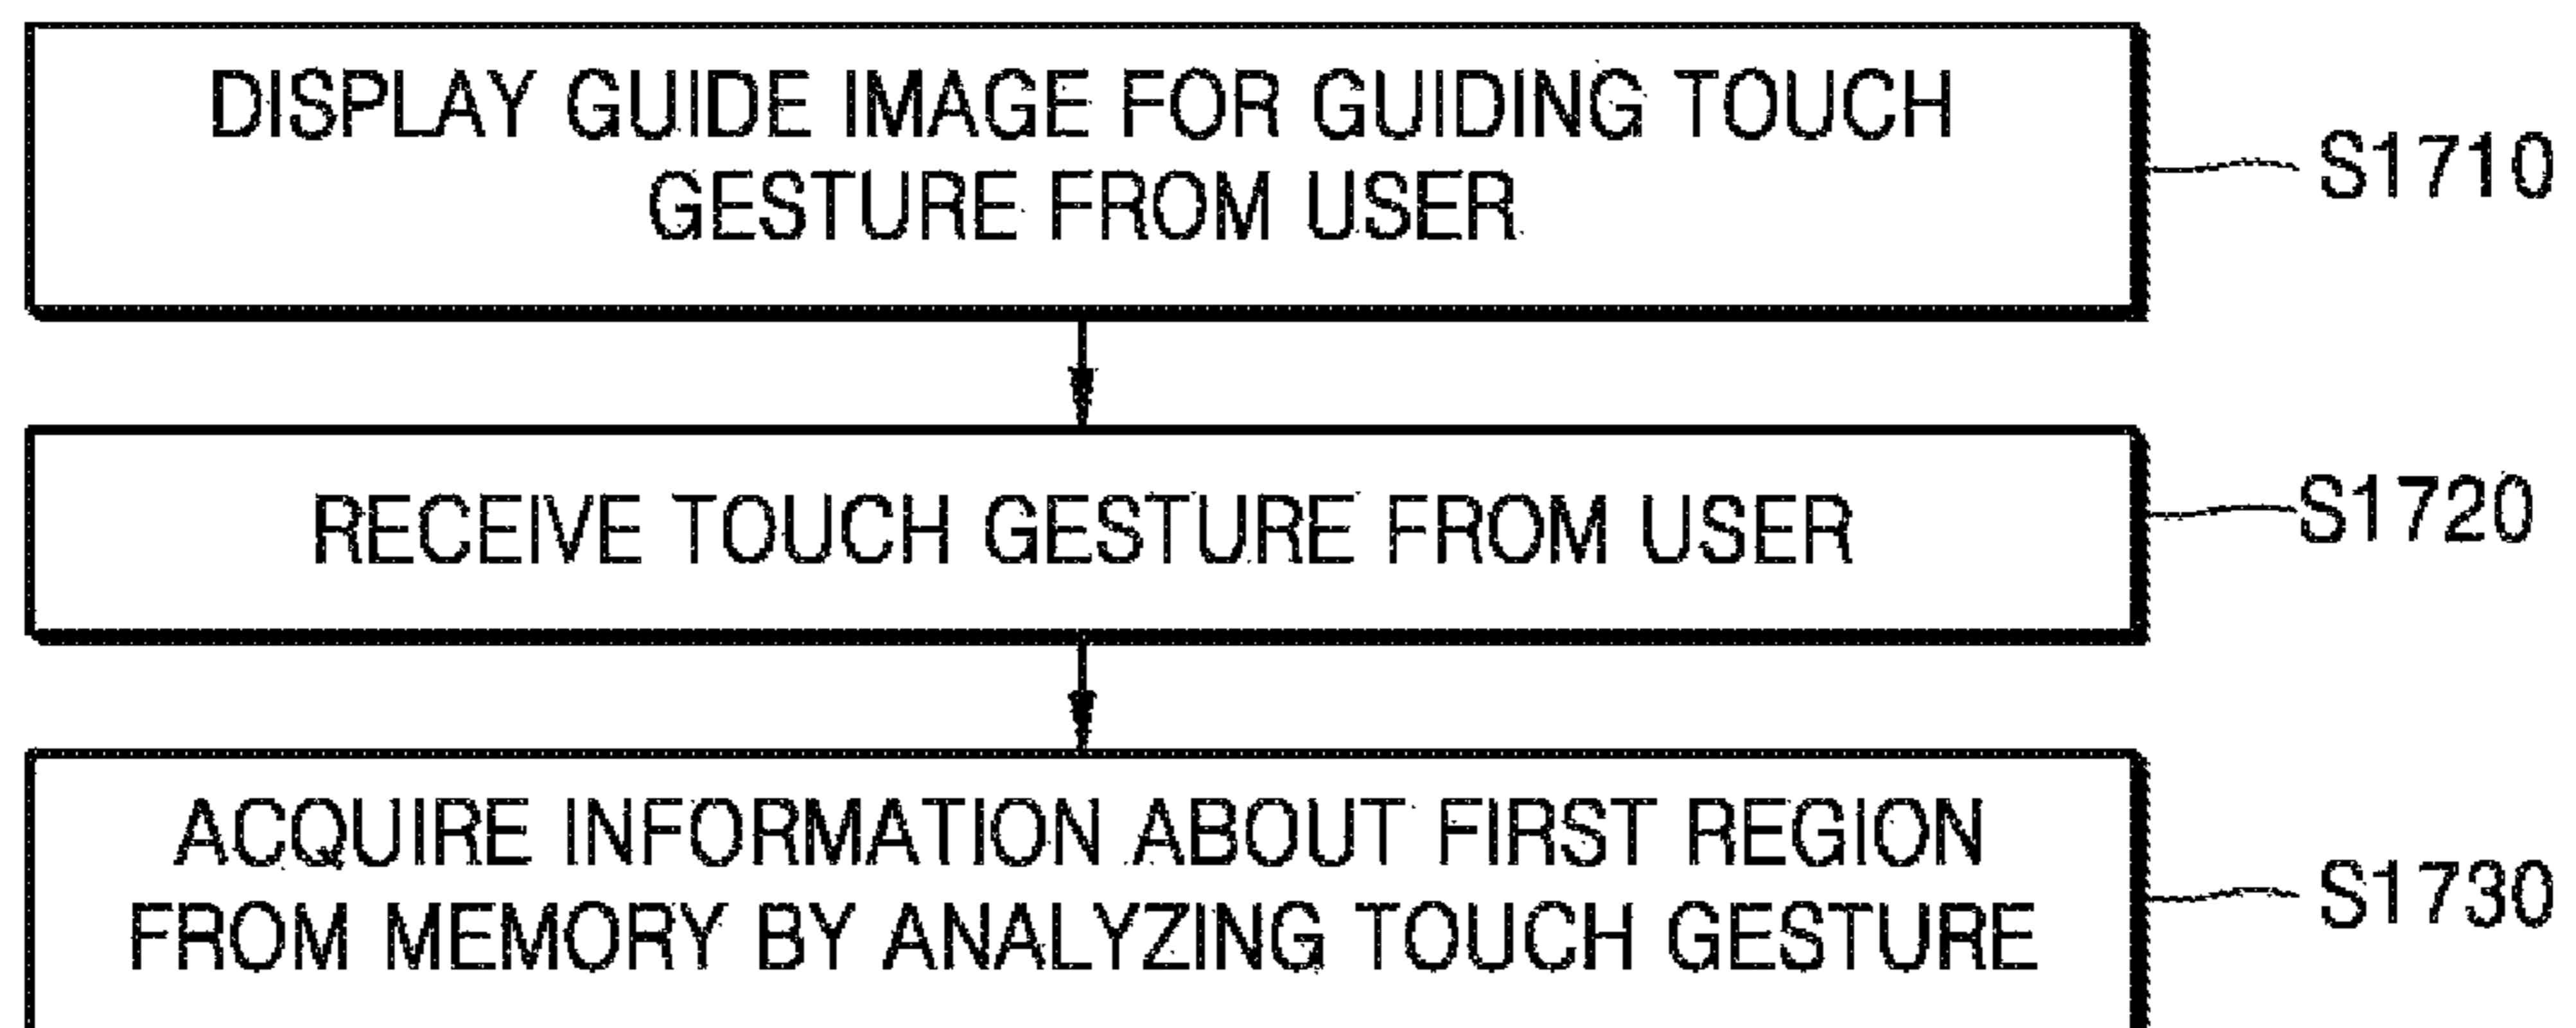 DISPLAY GUIDE IMAGE FOR GUIDING TOUCH
GESTURE FROM USER
S1710
RECEIVE TOUCH GESTURE FROM USER
S1720
ACQUIRE INFORMATION ABOUT FIRST REGION
FROM MEMORY BY ANALYZING TOUCH GESTURE
S1730